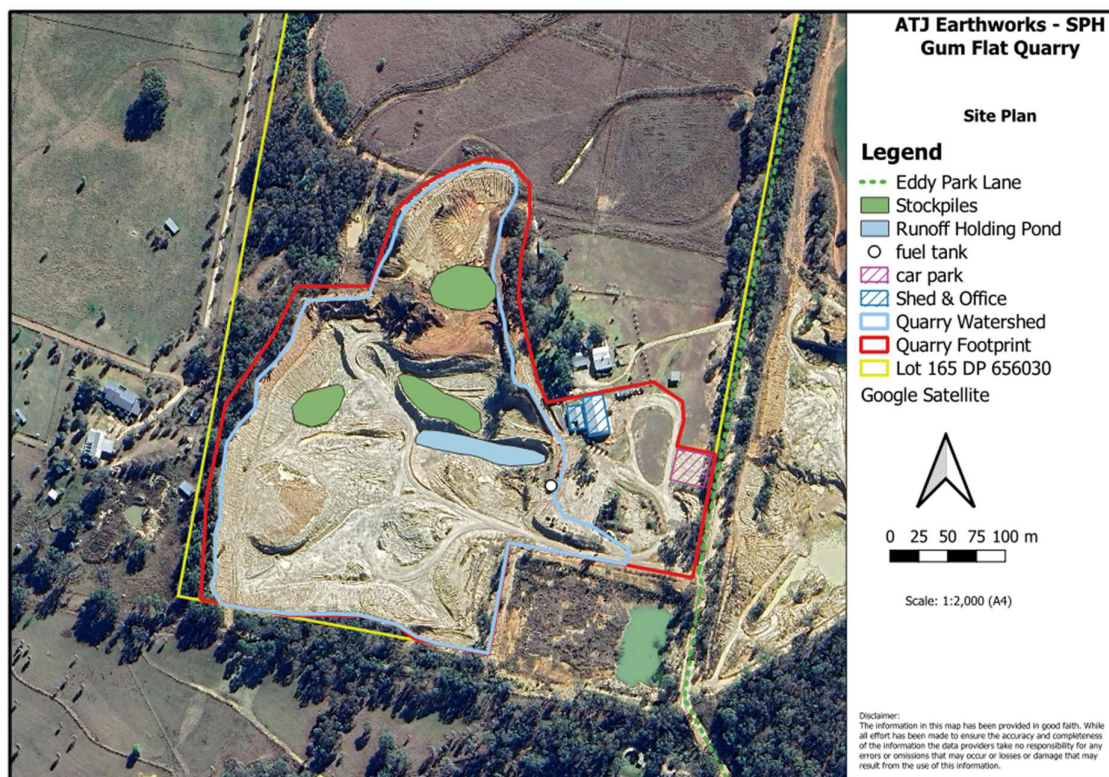 ATJ Earthworks - SPH
Gum Flat Quarry
Site Plan
Legend
Eddy Park Lane
Stockpiles
Runoff Holding Pond
fuel tank
car park
Shed & Office
Quarry Watershed
Quarry Footprint
Lot 165 DP 656030
Google Satellite
0 25 50 75 100 m
Scale: 1:2,000 (A4)
Disclaimer:
The information in this map has been provided in good faith. While
all effort has been made to ensure the accuracy and completeness
of the information the data providers take no responsibility for any
errors or omissions that may occur or losses or damage that may
result from the use of this information.